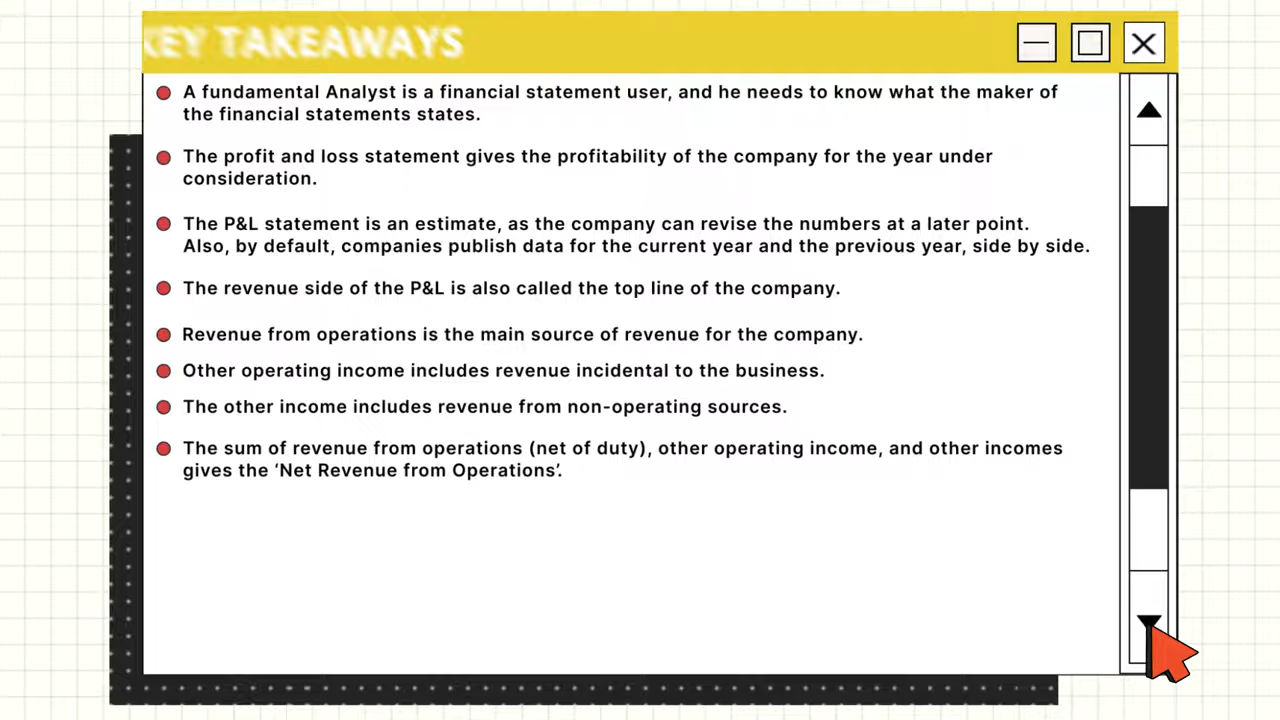 KEY TAKEAWAYS
A fundamental Analyst is a financial statement user, and he needs to know what the maker of
the financial statements states.
The profit and loss statement gives the profitability of the company for the year under
consideration.
The P&L statement is an estimate, as the company can revise the numbers at a later point.
Also, by default, companies publish data for the current year and the previous year, side by side.
The revenue side of the P&L is also called the top line of the company.
Revenue from operations is the main source of revenue for the company.
Other operating income includes revenue incidental to the business.
The other income includes revenue from non-operating sources.
The sum of revenue from operations (net of duty), other operating income, and other incomes
gives the ‘Net Revenue from Operations’.